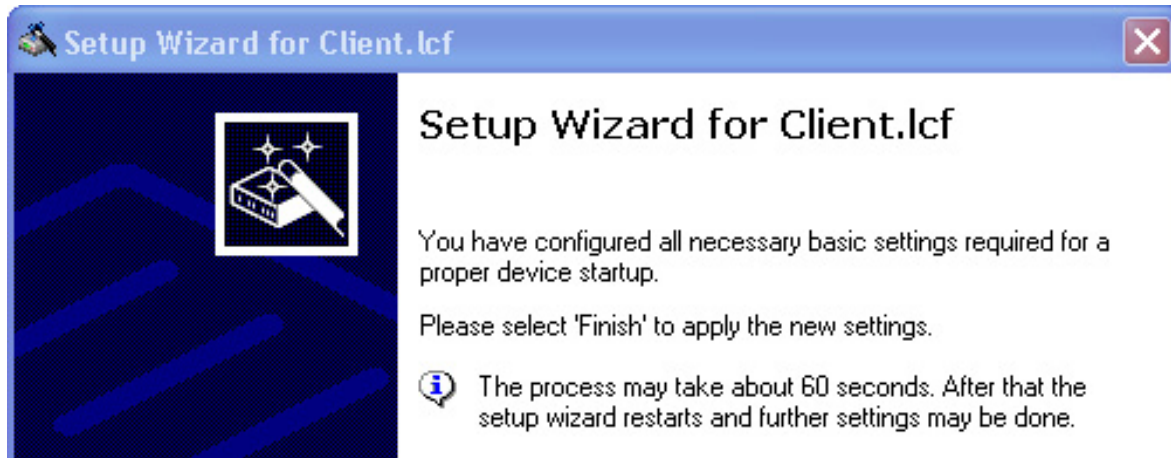 Setup Wizard for Client.lcf
Setup Wizard for Client.lcf
You have configured all necessary basic settings required for a
proper device startup.
Please select 'Finish' to apply the new settings.
The process may take about 60 seconds. After that the
setup wizard restarts and further settings may be done.